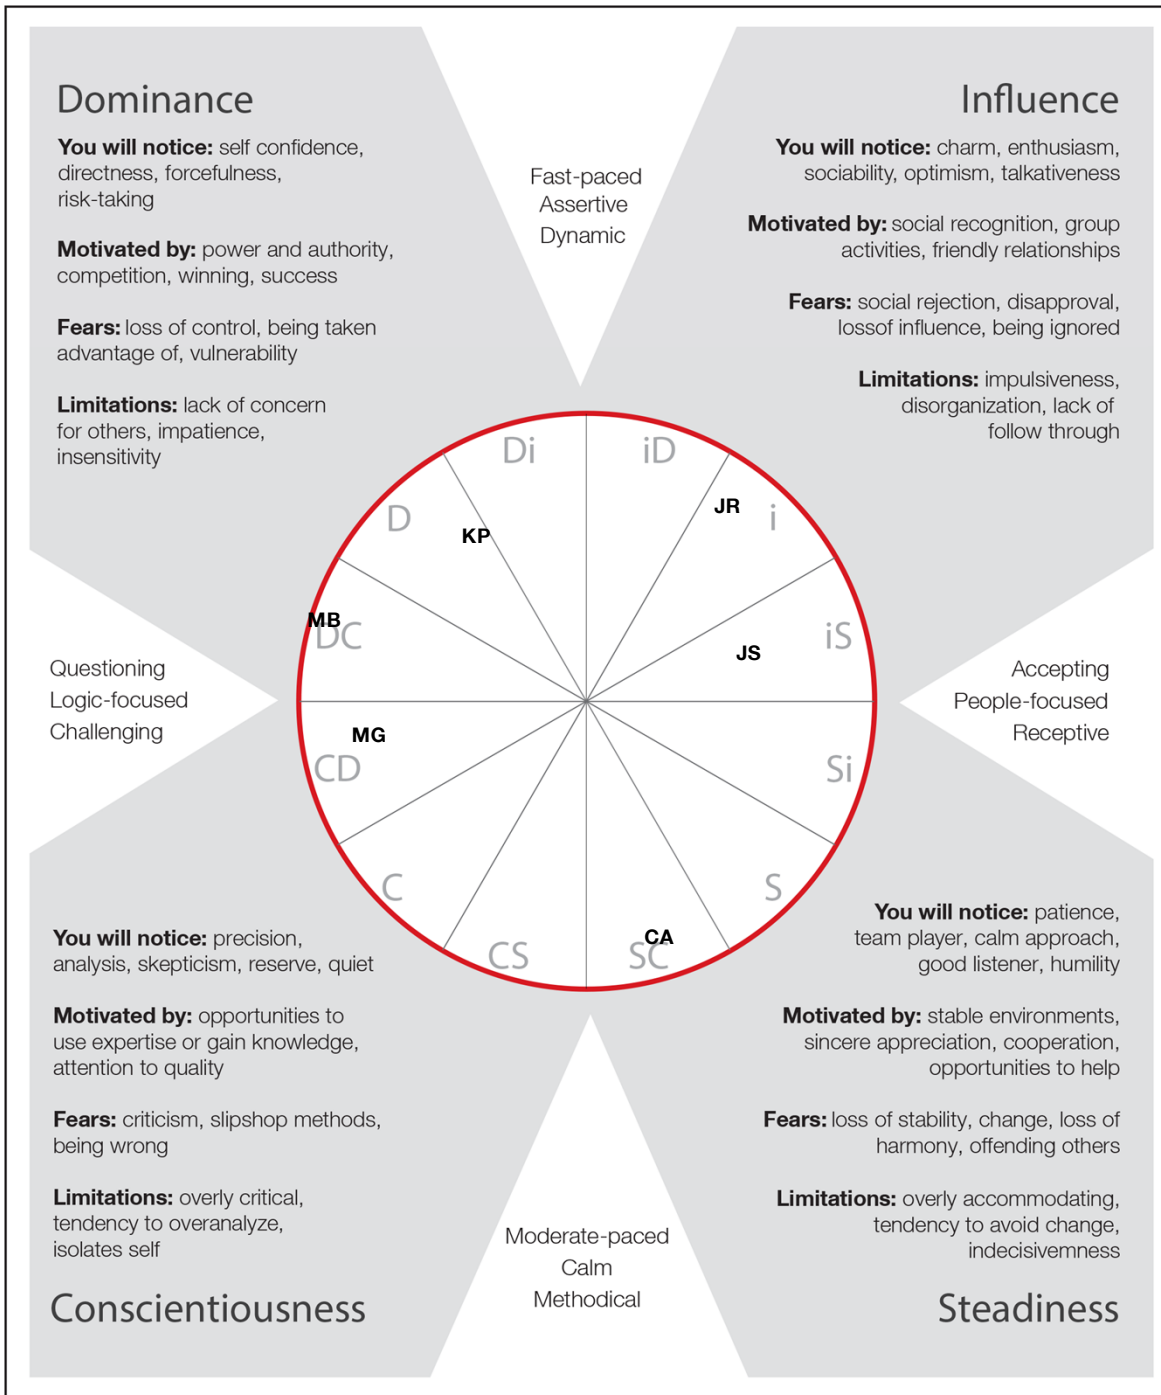 Dominance
You will notice: self confidence,
directness, forcefulness,
risk-taking
Motivated by: power and authority,
competition, winning, success
Fears: loss of control, being taken
advantage of, vulnerability
Limitations: lack of concern
for others, impatience,
insensitivity
Fast-paced
Assertive
Dynamic
Influence
You will notice: charm, enthusiasm,
sociability, optimism, talkativeness
Motivated by: social recognition, group
activities, friendly relationships
Fears: social rejection, disapproval,
lossof influence, being ignored
Limitations: impulsiveness,
disorganization, lack of
follow through
Di
iD
D
KP
JR
i
MB
DC
JS
iS
MG
CD
Si
C
S
CS
CA
SC
Questioning
Logic-focused
Challenging
Accepting
People-focused
Receptive
You will notice: precision,
analysis, skepticism, reserve, quiet
Motivated by: opportunities to
use expertise or gain knowledge,
attention to quality
Fears: criticism, slipshop methods,
being wrong
Limitations: overly critical,
tendency to overanalyze,
isolates self
Conscientiousness
Moderate-paced
Calm
Methodical
You will notice: patience,
team player, calm approach,
good listener, humility
Motivated by: stable environments,
sincere appreciation, cooperation,
opportunities to help
Fears: loss of stability, change, loss of
harmony, offending others
Limitations: overly accommodating,
tendency to avoid change,
indecisivemness
Steadiness